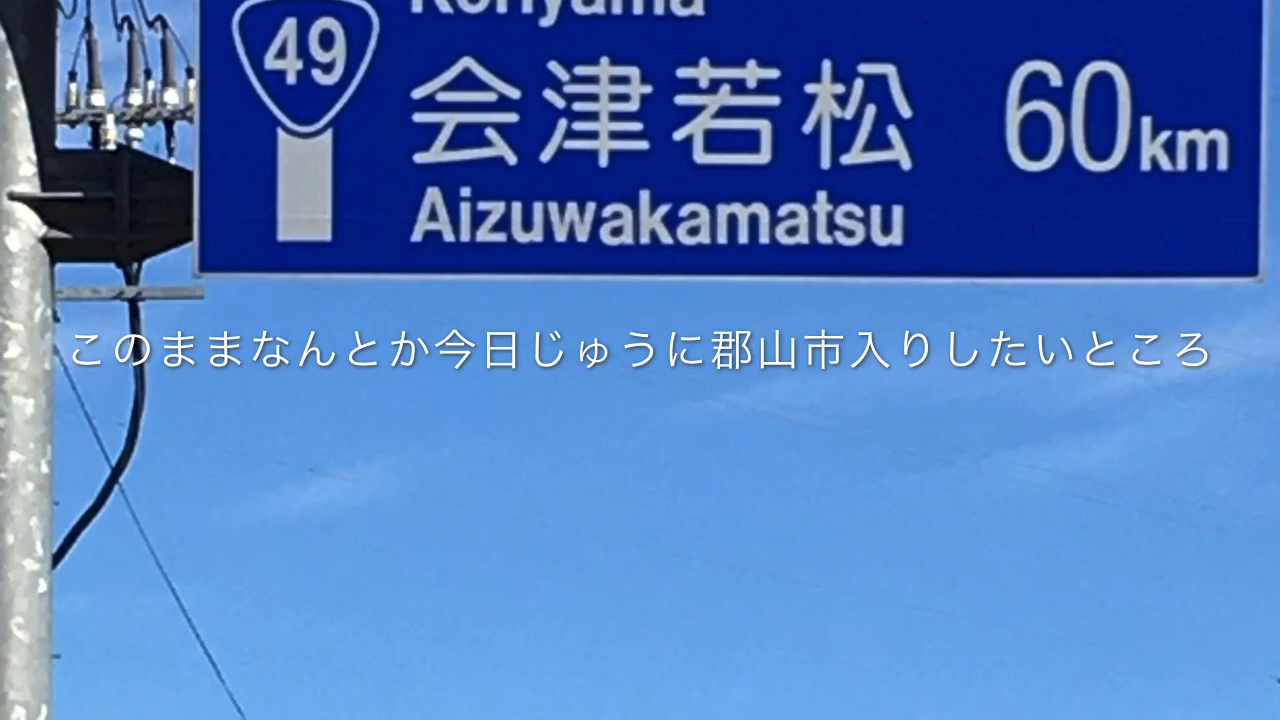 Koriyama
49
会津若松 60km
Aizuwakamatsu
このままなんとか今日じゅうに郡山市入りしたいところ